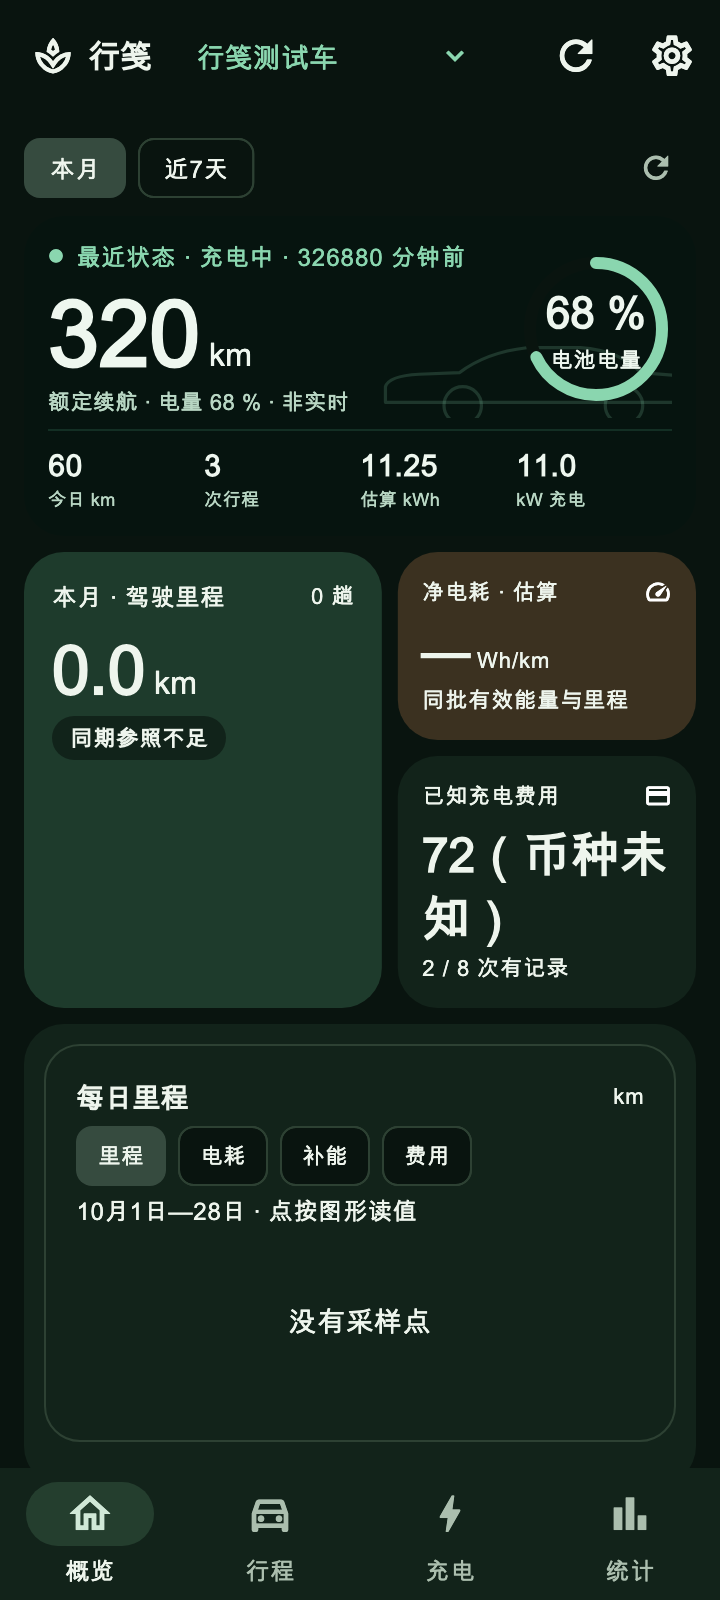 行笺 行笺测试车
本月 近7天
最近状态 · 充电中 · 326880 分钟前
320 km
68 %
电池电量
额定续航 · 电量 68 % · 非实时
60 3 11.25 11.0
今日 km 次行程 估算 kWh kW 充电
本月 · 驾驶里程 0 趟
0.0 km
同期参照不足
净电耗 · 估算
— Wh/km
同批有效能量与里程
已知充电费用
72 ( 币种未
知 )
2 / 8 次有记录
每日里程 km
里程 电耗 补能 费用
10月1日—28日 · 点按图形读值
没有采样点
概览 行程 充电 统计